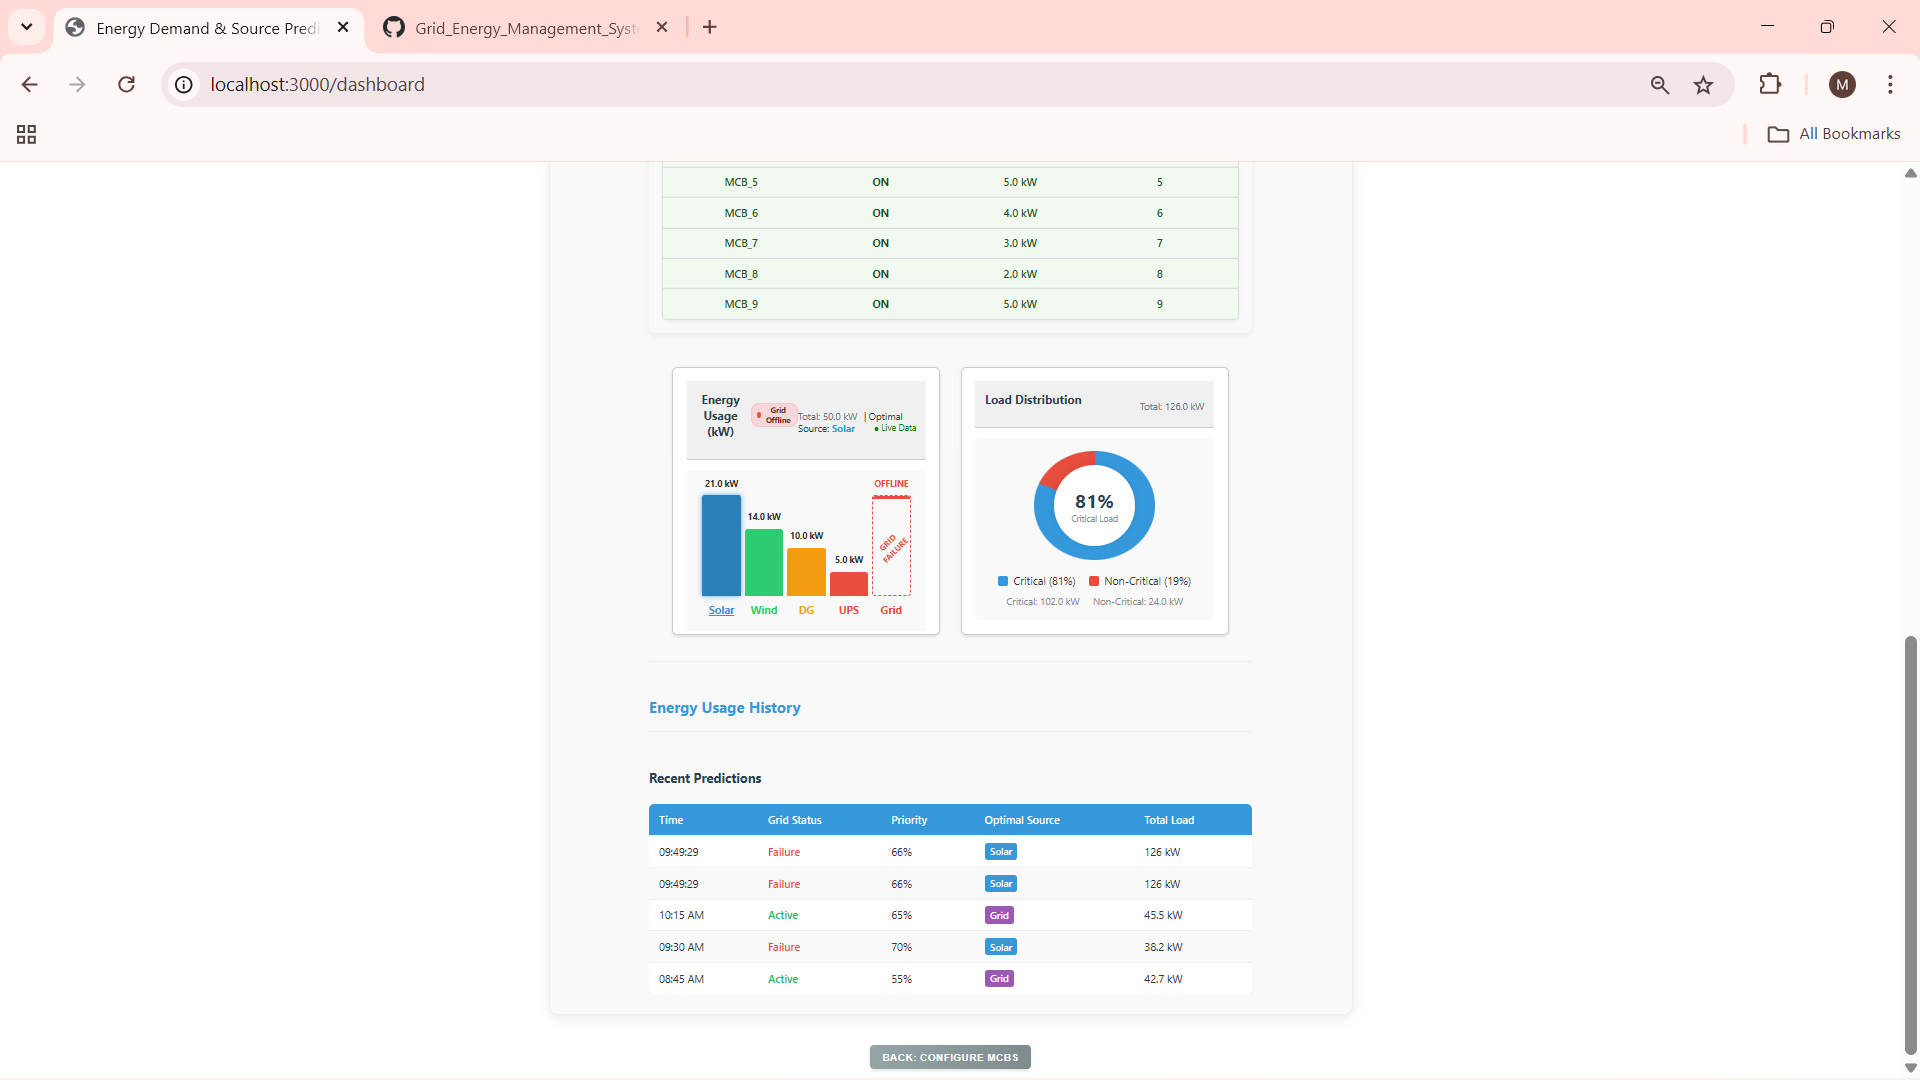 Energy Demand & Source Predi
Grid_Energy_Management_Syst
localhost:3000/dashboard
M
All Bookmarks
MCB_5 ON 5.0 kW 5
MCB_6 ON 4.0 kW 6
MCB_7 ON 3.0 kW 7
MCB_8 ON 2.0 kW 8
MCB_9 ON 5.0 kW 9
Energy
Usage
(kW)
Grid
Offline
Total: 50.0 kW | Optimal
Source: Solar
● Live Data
21.0 kW
14.0 kW
10.0 kW
5.0 kW
OFFLINE
GRID
FAILURE
Solar Wind DG UPS Grid
Load Distribution
Total: 126.0 kW
81%
Critical Load
Critical (81%) Non-Critical (19%)
Critical: 102.0 kW Non-Critical: 24.0 kW
Energy Usage History
Recent Predictions
Time Grid Status Priority Optimal Source Total Load
09:49:29 Failure 66% Solar 126 kW
09:49:29 Failure 66% Solar 126 kW
10:15 AM Active 65% Grid 45.5 kW
09:30 AM Failure 70% Solar 38.2 kW
08:45 AM Active 55% Grid 42.7 kW
BACK: CONFIGURE MCBS